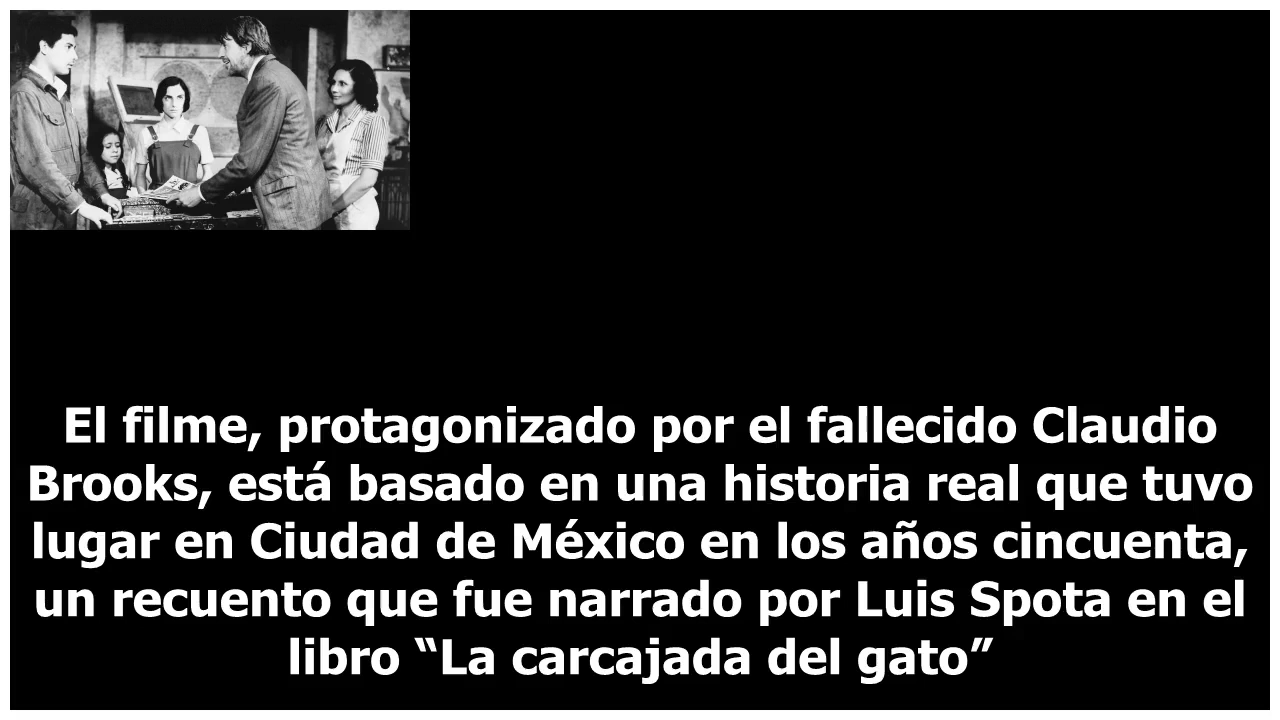 El filme, protagonizado por el fallecido Claudio
Brooks, está basado en una historia real que tuvo
lugar en Ciudad de México en los años cincuenta,
un recuento que fue narrado por Luis Spota en el
libro “La carcajada del gato”